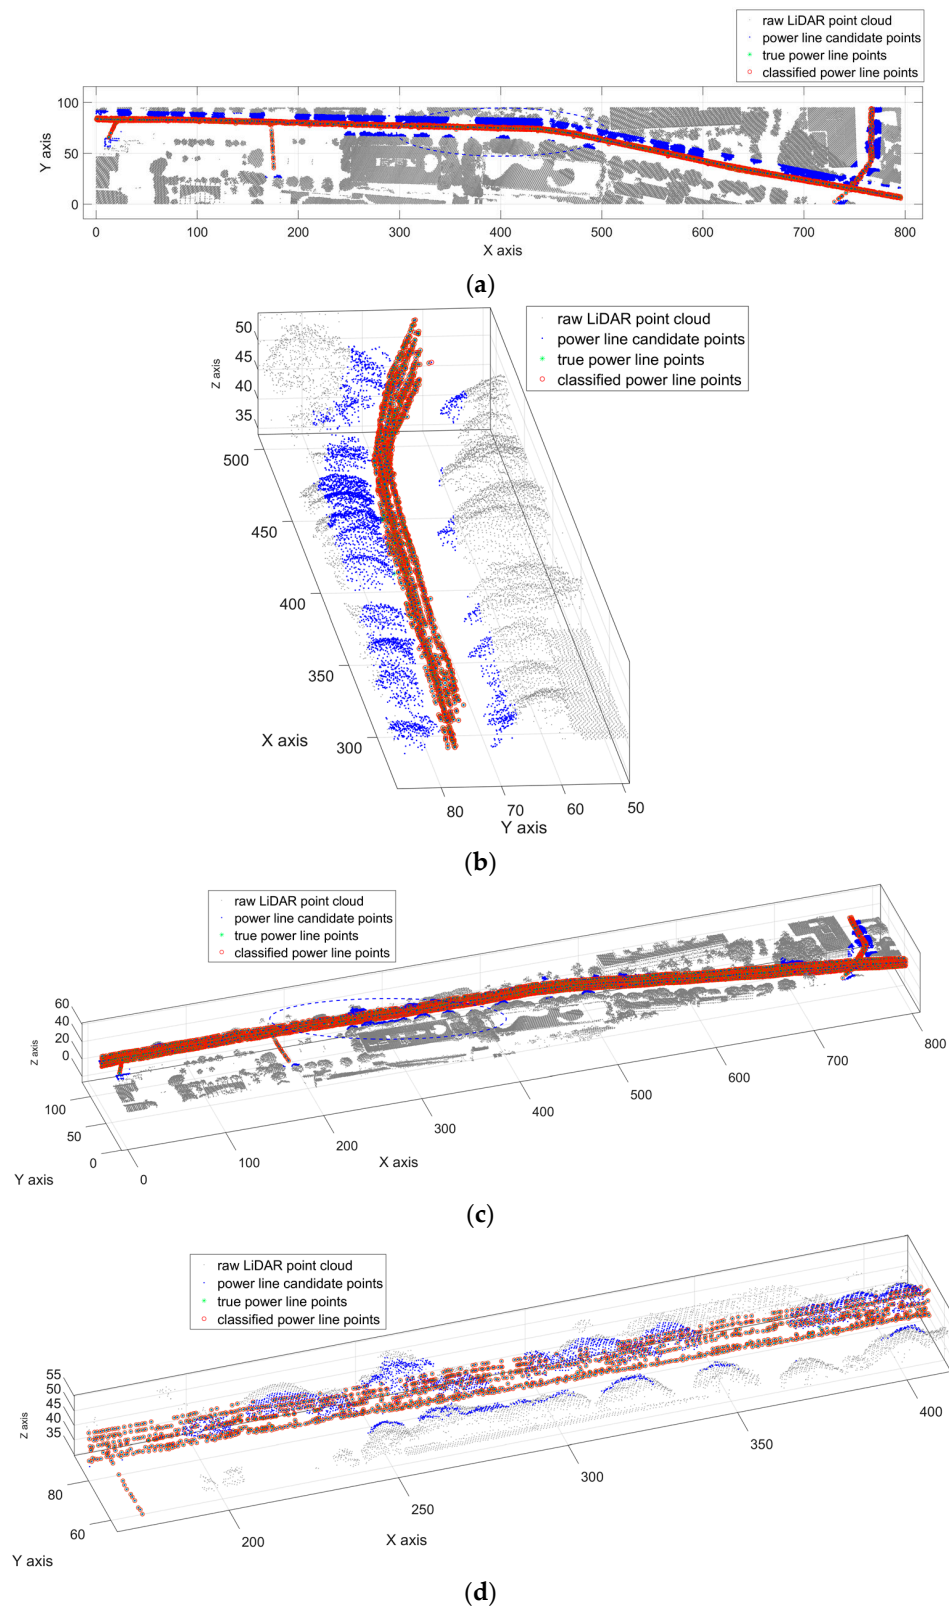 raw LiDAR point cloud
power line candidate points
true power line points
classified power line points
100
50
0
Y axis
0 100 200 300 400 500 600 700 800
X axis
(a)
raw LiDAR point cloud
power line candidate points
true power line points
classified power line points
50
45
40
35
Z axis
500
450
400
350
300
X axis
80 70 60 50
Y axis
(b)
raw LiDAR point cloud
power line candidate points
true power line points
classified power line points
60
40
20
0
Z axis
100
50
0
Y axis
0 100 200 300 400 500 600 700 800
X axis
(c)
raw LiDAR point cloud
power line candidate points
true power line points
classified power line points
55
50
45
40
35
Z axis
80
60
Y axis
200 250 300 350 400
X axis
(d)